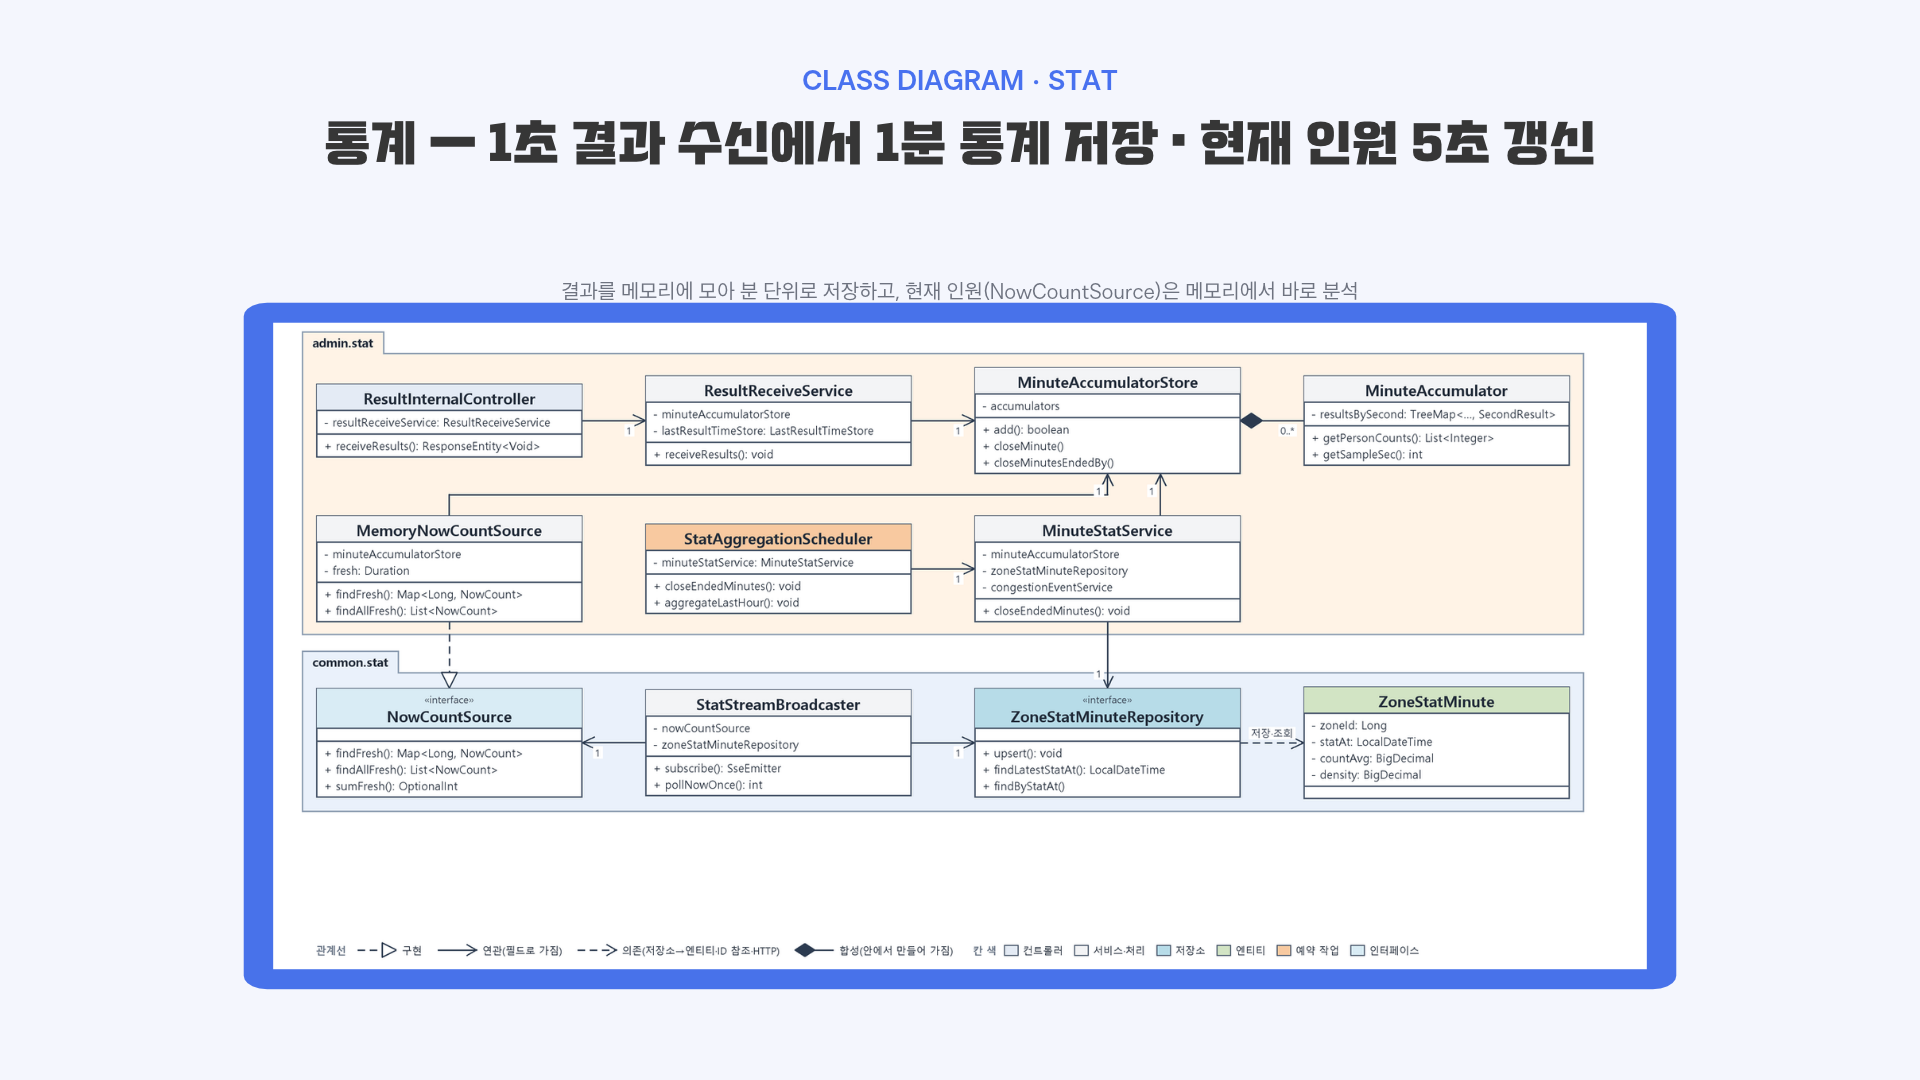 CLASS DIAGRAM · STAT
통계 — 1초 결과 수신에서 1분 통계 저장 · 현재 인원 5초 갱신
결과를 메모리에 모아 분 단위로 저장하고, 현재 인원(NowCountSource)은 메모리에서 바로 분석
admin.stat
ResultInternalController
- resultReceiveService: ResultReceiveService
+ receiveResults(): ResponseEntity<Void>
1
ResultReceiveService
- minuteAccumulatorStore
- lastResultTimeStore: LastResultTimeStore
+ receiveResults(): void
1
MinuteAccumulatorStore
- accumulators
+ add(): boolean
+ closeMinute()
+ closeMinutesEndedBy()
0..*
MinuteAccumulator
- resultsBySecond: TreeMap<..., SecondResult>
+ getPersonCounts(): List<Integer>
+ getSampleSec(): int
1
1
MemoryNowCountSource
- minuteAccumulatorStore
- fresh: Duration
+ findFresh(): Map<Long, NowCount>
+ findAllFresh(): List<NowCount>
StatAggregationScheduler
- minuteStatService: MinuteStatService
+ closeEndedMinutes(): void
+ aggregateLastHour(): void
1
MinuteStatService
- minuteAccumulatorStore
- zoneStatMinuteRepository
- congestionEventService
+ closeEndedMinutes(): void
common.stat
1
«interface»
NowCountSource
+ findFresh(): Map<Long, NowCount>
+ findAllFresh(): List<NowCount>
+ sumFresh(): OptionalInt
1
StatStreamBroadcaster
- nowCountSource
- zoneStatMinuteRepository
+ subscribe(): SseEmitter
+ pollNowOnce(): int
1
«interface»
ZoneStatMinuteRepository
+ upsert(): void
+ findLatestStatAt(): LocalDateTime
+ findByStatAt()
저장·조회
ZoneStatMinute
- zoneId: Long
- statAt: LocalDateTime
- countAvg: BigDecimal
- density: BigDecimal
관계선 구현 연관(필드로 가짐) 의존(저장소→엔티티·ID 참조·HTTP) 합성(안에서 만들어 가짐) 칸 색 컨트롤러 서비스·처리 저장소 엔티티 예약 작업 인터페이스